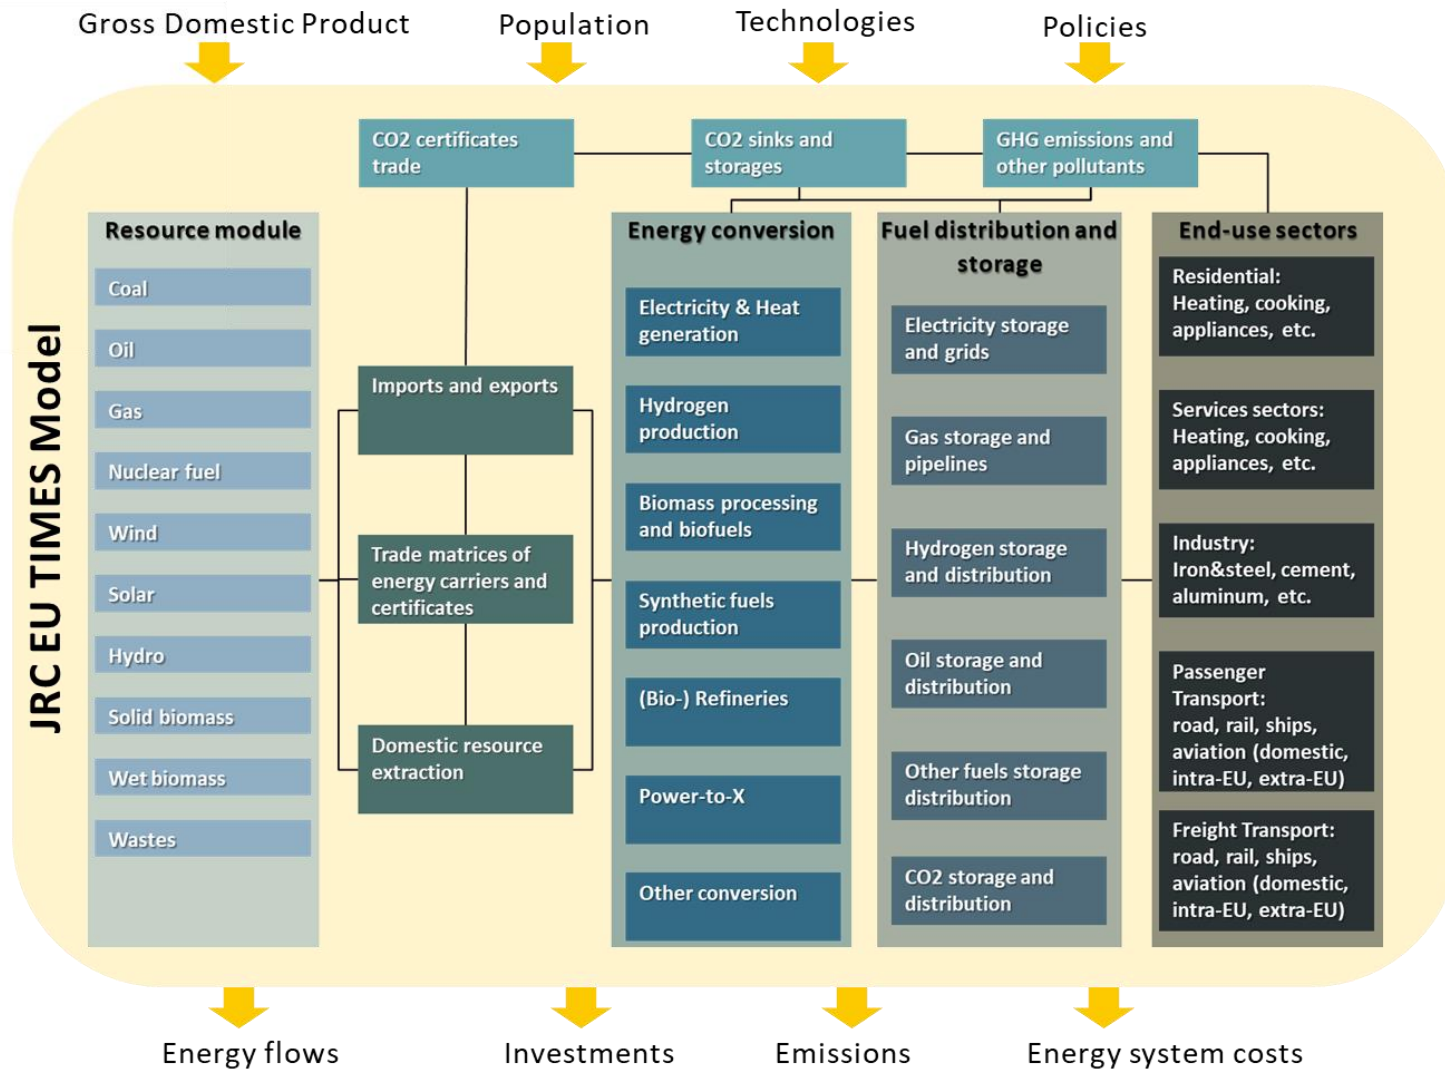 Gross Domestic Product
Population
Technologies
Policies
JRC EU TIMES Model
CO2 certificates
trade
CO2 sinks and
storages
GHG emissions and
other pollutants
Resource module
Coal
Oil
Gas
Nuclear fuel
Wind
Solar
Hydro
Solid biomass
Wet biomass
Wastes
Imports and exports
Trade matrices of
energy carriers and
certificates
Domestic resource
extraction
Energy conversion
Electricity & Heat
generation
Hydrogen
production
Biomass processing
and biofuels
Synthetic fuels
production
(Bio-) Refineries
Power-to-X
Other conversion
Fuel distribution and
storage
Electricity storage
and grids
Gas storage and
pipelines
Hydrogen storage
and distribution
Oil storage and
distribution
Other fuels storage
distribution
CO2 storage and
distribution
End-use sectors
Residential:
Heating, cooking,
appliances, etc.
Services sectors:
Heating, cooking,
appliances, etc.
Industry:
Iron&steel, cement,
aluminum, etc.
Passenger
Transport:
road, rail, ships,
aviation (domestic,
intra-EU, extra-EU)
Freight Transport:
road, rail, ships,
aviation (domestic,
intra-EU, extra-EU)
Energy flows
Investments
Emissions
Energy system costs